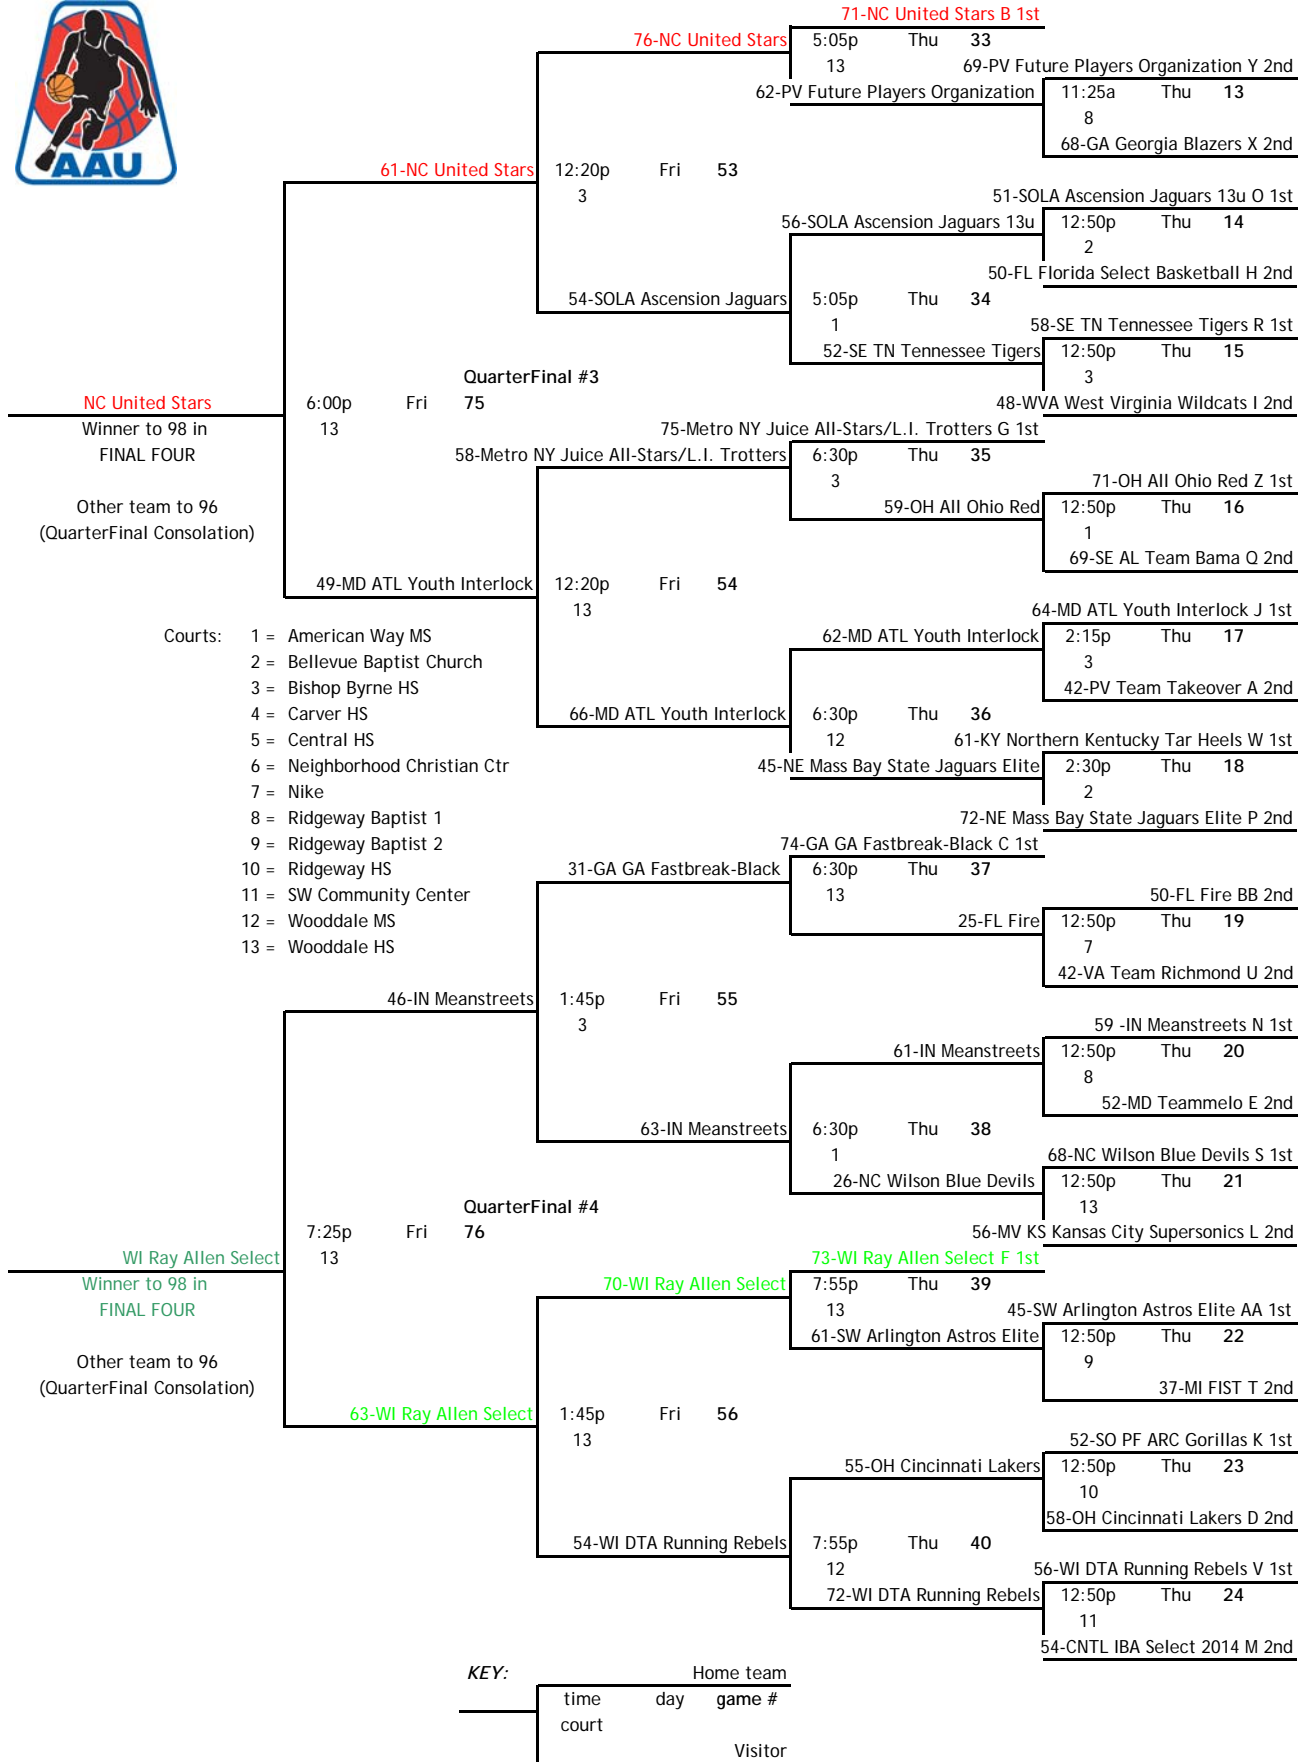 71-NC United Stars B 1st
76-NC United Stars 5:05p Thu 33
13 69-PV Future Players Organization Y 2nd
62-PV Future Players Organization 11:25a Thu 13
8
AAU 68-GA Georgia Blazers X 2nd
61-NC United Stars 12:20p Fri 53
3 51-SOLA Ascension Jaguars 13u O 1st
56-SOLA Ascension Jaguars 13u 12:50p Thu 14
2
50-FL Florida Select Basketball H 2nd
54-SOLA Ascension Jaguars 5:05p Thu 34
1 58-SE TN Tennessee Tigers R 1st
52-SE TN Tennessee Tigers 12:50p Thu 15
QuarterFinal #3 3
NC United Stars 6:00p Fri 75 48-WVA West Virginia Wildcats I 2nd
Winner to 98 in 13 75-Metro NY Juice All-Stars/L.I. Trotters G 1st
FINAL FOUR 58-Metro NY Juice All-Stars/L.I. Trotters 6:30p Thu 35
3 71-OH All Ohio Red Z 1st
Other team to 96 59-OH All Ohio Red 12:50p Thu 16
(QuarterFinal Consolation) 1
69-SE AL Team Bama Q 2nd
49-MD ATL Youth Interlock 12:20p Fri 54
13 64-MD ATL Youth Interlock J 1st
Courts: 1 = American Way MS 62-MD ATL Youth Interlock 2:15p Thu 17
2 = Bellevue Baptist Church 3
3 = Bishop Byrne HS 42-PV Team Takeover A 2nd
4 = Carver HS 66-MD ATL Youth Interlock 6:30p Thu 36
5 = Central HS 12 61-KY Northern Kentucky Tar Heels W 1st
6 = Neighborhood Christian Ctr 45-NE Mass Bay State Jaguars Elite 2:30p Thu 18
7 = Nike 2
8 = Ridgeway Baptist 1 72-NE Mass Bay State Jaguars Elite P 2nd
9 = Ridgeway Baptist 2 74-GA GA Fastbreak-Black C 1st
10 = Ridgeway HS 31-GA GA Fastbreak-Black 6:30p Thu 37
11 = SW Community Center 13 50-FL Fire BB 2nd
12 = Wooddale MS 25-FL Fire 12:50p Thu 19
13 = Wooddale HS 7
42-VA Team Richmond U 2nd
46-IN Meanstreets 1:45p Fri 55
3 59 -IN Meanstreets N 1st
61-IN Meanstreets 12:50p Thu 20
8
52-MD Teammelo E 2nd
63-IN Meanstreets 6:30p Thu 38
1 68-NC Wilson Blue Devils S 1st
26-NC Wilson Blue Devils 12:50p Thu 21
QuarterFinal #4 13
7:25p Fri 76 56-MV KS Kansas City Supersonics L 2nd
WI Ray Allen Select 13 73-WI Ray Allen Select F 1st
Winner to 98 in 70-WI Ray Allen Select 7:55p Thu 39
FINAL FOUR 13 45-SW Arlington Astros Elite AA 1st
61-SW Arlington Astros Elite 12:50p Thu 22
Other team to 96 9
(QuarterFinal Consolation) 37-MI FIST T 2nd
63-WI Ray Allen Select 1:45p Fri 56
13 52-SO PF ARC Gorillas K 1st
55-OH Cincinnati Lakers 12:50p Thu 23
10
58-OH Cincinnati Lakers D 2nd
54-WI DTA Running Rebels 7:55p Thu 40
12 56-WI DTA Running Rebels V 1st
72-WI DTA Running Rebels 12:50p Thu 24
11
54-CNTL IBA Select 2014 M 2nd
KEY: Home team
time day game #
court
Visitor